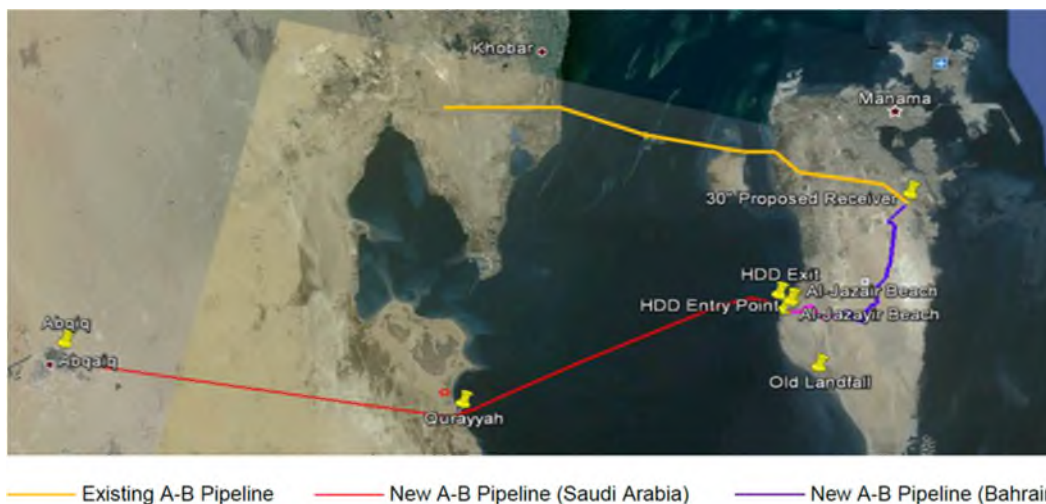 Khobar
Manama
30" Proposed Receiver
HDD Exit
Al-Jazair Beach
HDD Entry Point
Al-Jazayir Beach
Abqiq
Abqaiq
Old Landfall
Qurayyah
Existing A-B Pipeline
New A-B Pipeline (Saudi Arabia)
New A-B Pipeline (Bahrain